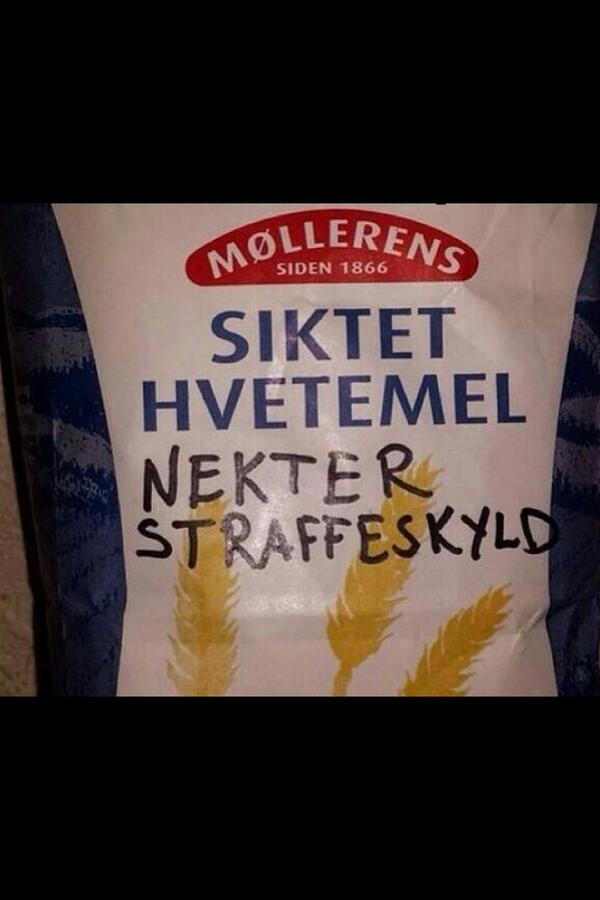 MØLLERENS
SIDEN 1866
SIKTET
HVETEMEL
NEKTER
STRAFFESKYLD